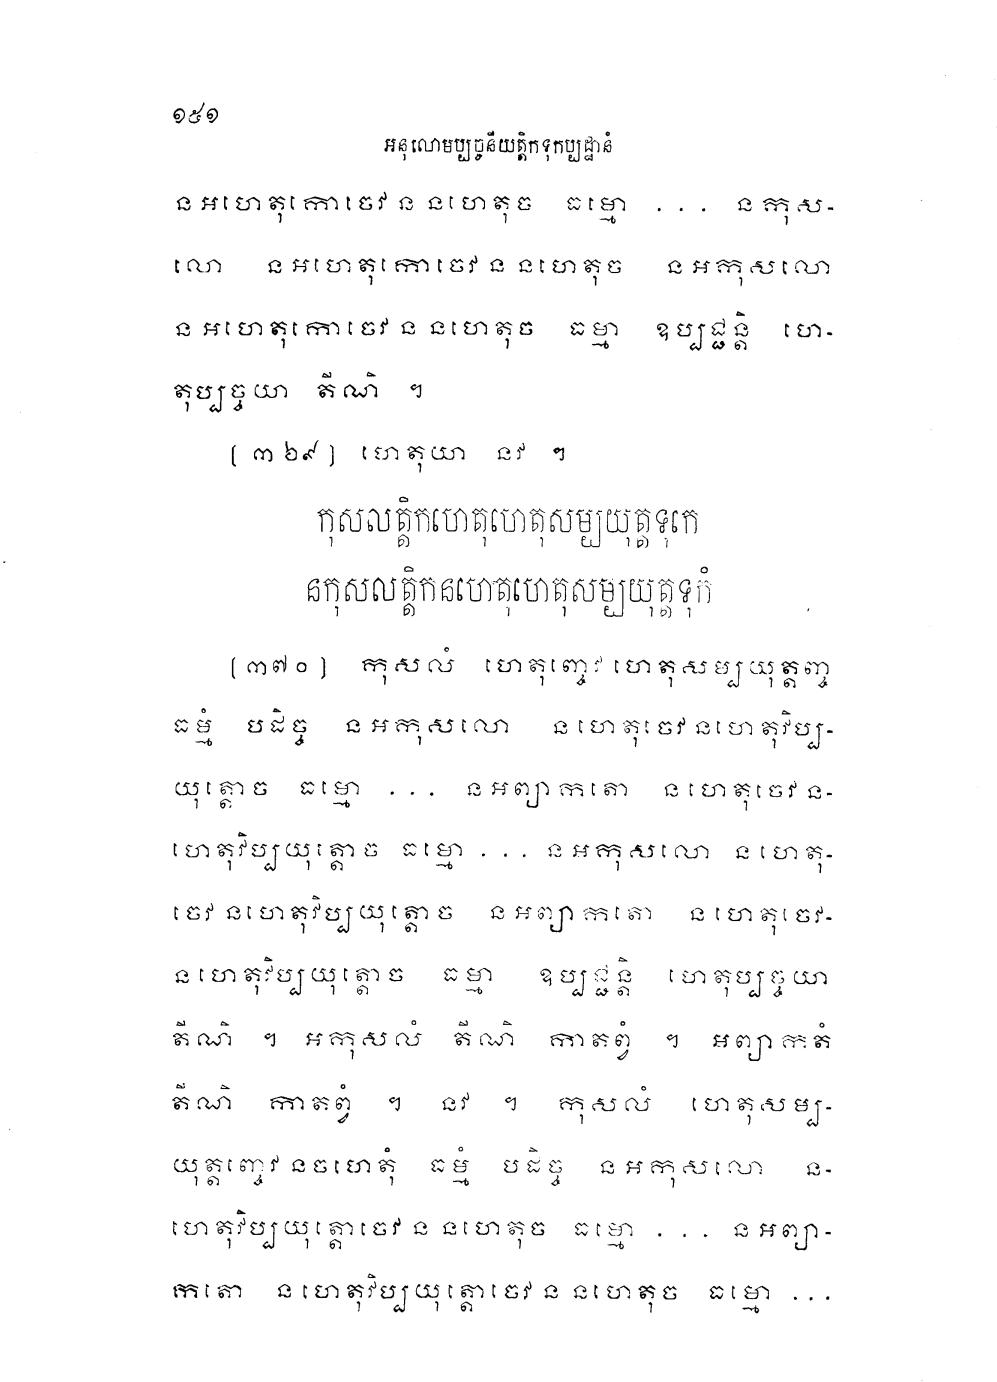 ១៥១
អនុលោមប្បច្ចនីយត្តិកទុកប្បដ្ឋានំ
នអហេតុកោចេវ ន នហេតុច ធម្មោ ... នកុស-
លោ នអហេតុកោចេវ ន នហេតុច នអកុសលោ
នអហេតុកោចេវ ន នហេតុច ធម្មា ឧប្បជ្ជន្តិ ហេ-
តុប្បច្ចយា តីណិ ។
(៣៦៩) ហេតុយា នវ ។
កុសលត្តិកហេតុហេតុសម្បយុត្តទុកេ
នកុសលត្តិកនហេតុហេតុសម្បយុត្តទុកំ
(៣៧០) កុសលំ ហេតុញ្ចេវ ហេតុសម្បយុត្តញ្ច
ធម្មំ បដិច្ច នអកុសលោ នហេតុចេវ នហេតុវិប្ប-
យុត្តោច ធម្មោ ... នអព្យាកតោ នហេតុចេវ ន-
ហេតុវិប្បយុត្តោច ធម្មោ ... នអកុសលោ នហេតុ-
ចេវ នហេតុវិប្បយុត្តោច នអព្យាកតោ នហេតុចេវ-
នហេតុវិប្បយុត្តោច ធម្មា ឧប្បជ្ជន្តិ ហេតុប្បច្ចយា
តីណិ ។ អកុសលំ តីណិ កាតព្វំ ។ អព្យាកតំ
តីណិ កាតព្វំ ។ នវ ។ កុសលំ ហេតុសម្ប-
យុត្តញ្ចេវ នចហេតុំ ធម្មំ បដិច្ច នអកុសលោ ន-
ហេតុវិប្បយុត្តោចេវ ន នហេតុច ធម្មោ ... នអព្យា-
កតោ នហេតុវិប្បយុត្តោចេវ ន នហេតុច ធម្មោ ...